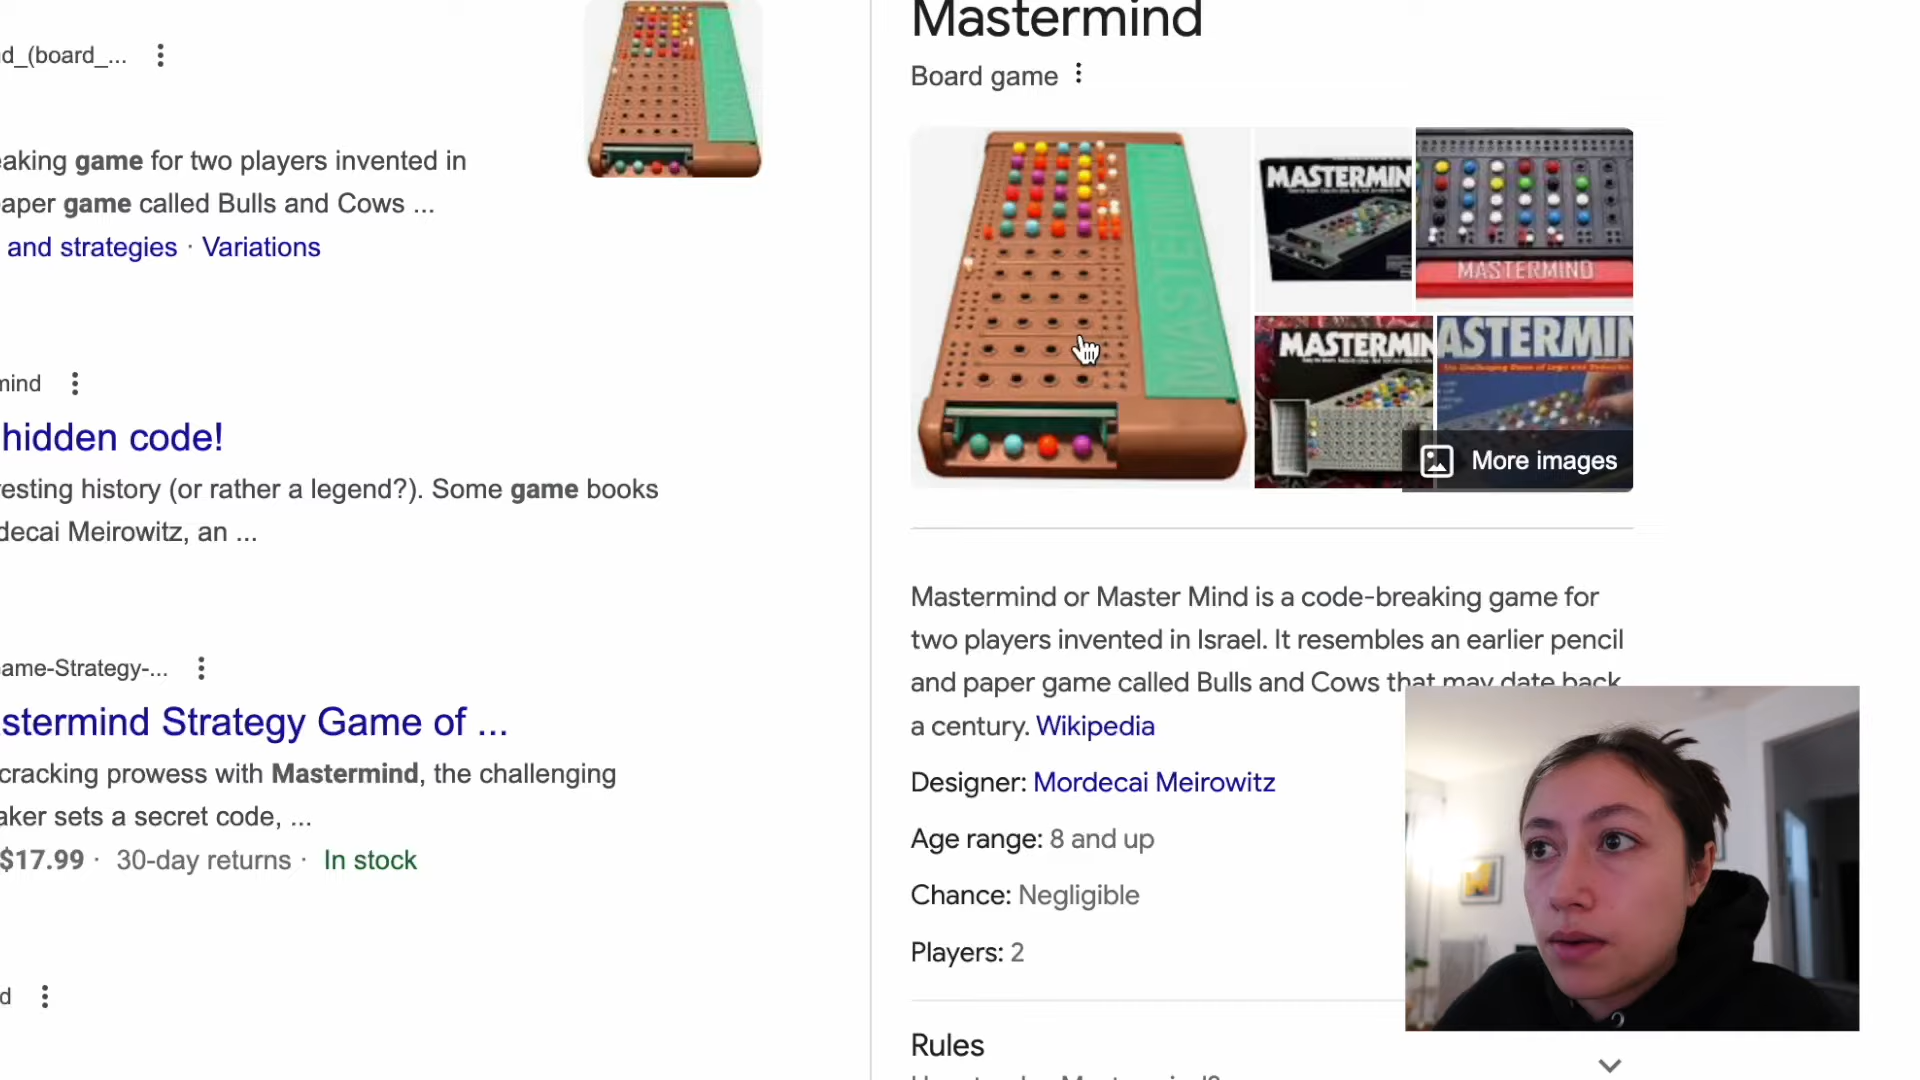 d_(board_...
eaking game for two players invented in
paper game called Bulls and Cows ...
and strategies · Variations
mind
hidden code!
resting history (or rather a legend?). Some game books
decai Meirowitz, an ...
ame-Strategy-...
stermind Strategy Game of ...
cracking prowess with Mastermind, the challenging
aker sets a secret code, ...
$17.99 · 30-day returns · In stock
d
Mastermind
Board game
MASTERMIND
MASTERMIN
MASTERMIND
MASTERMIN
ASTERMIN
More images
Mastermind or Master Mind is a code-breaking game for
two players invented in Israel. It resembles an earlier pencil
and paper game called Bulls and Cows that may date back
a century. Wikipedia
Designer: Mordecai Meirowitz
Age range: 8 and up
Chance: Negligible
Players: 2
Rules